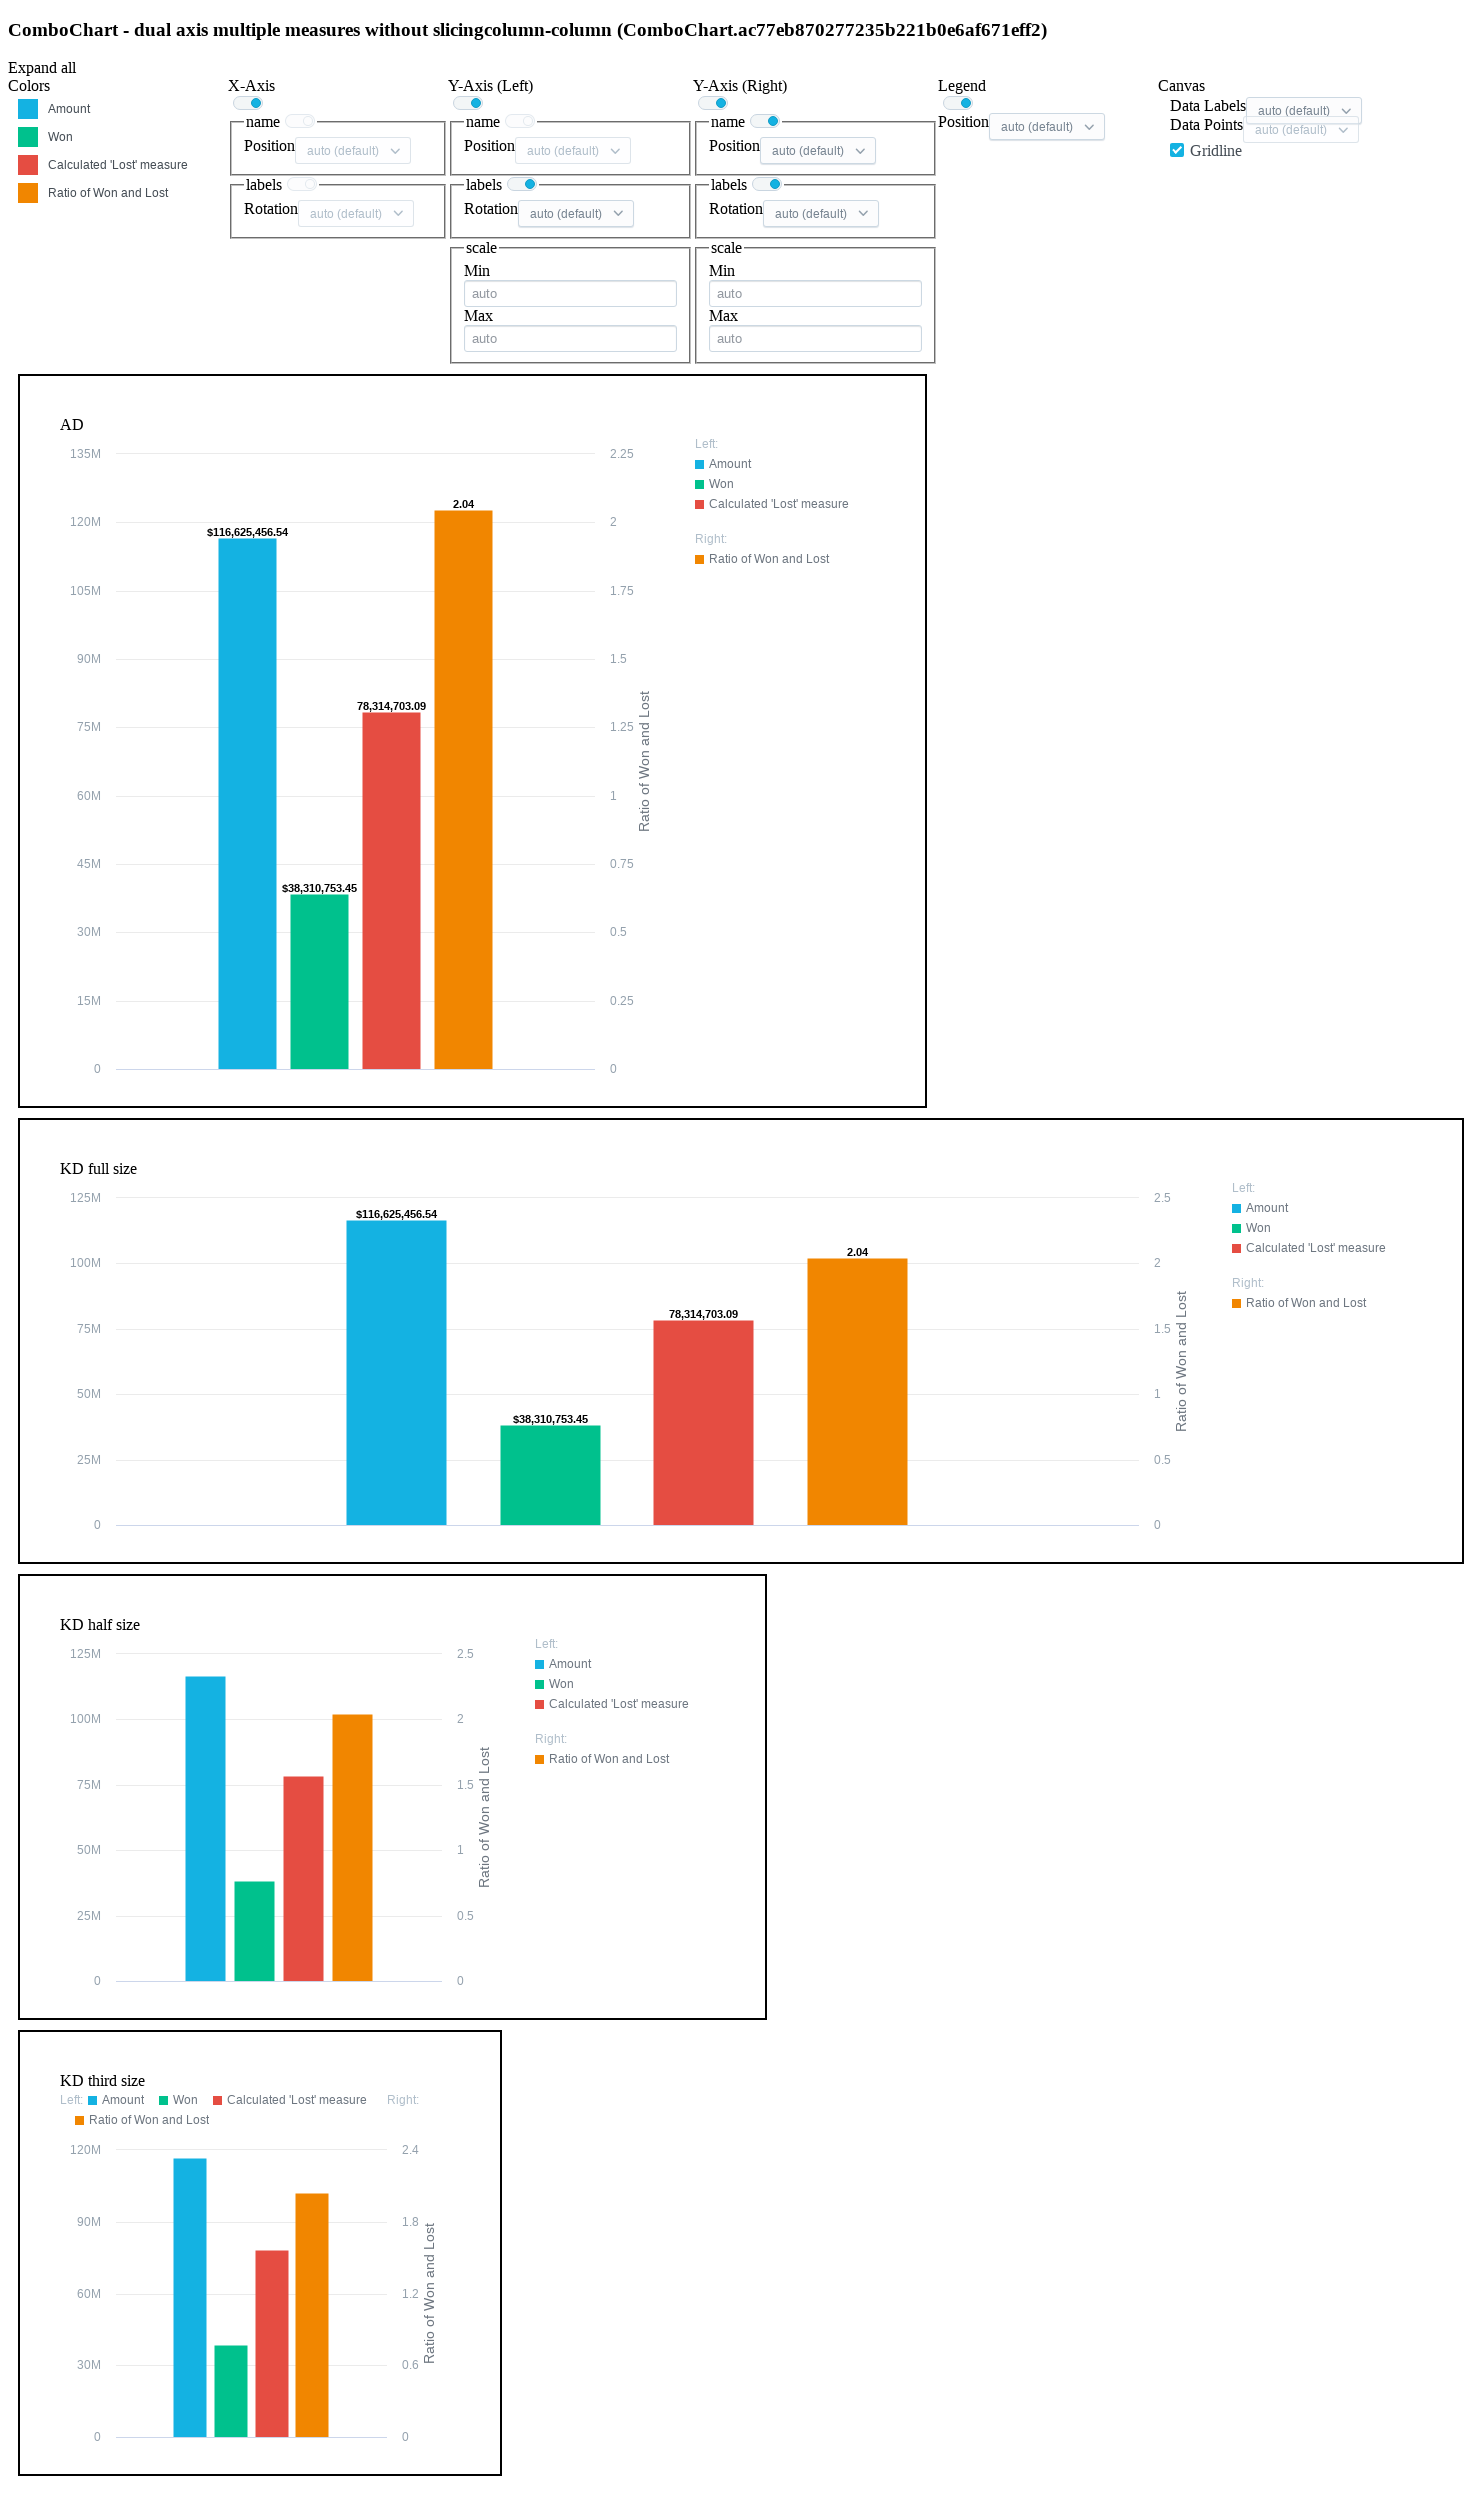 ComboChart - dual axis multiple measures without slicingcolumn-column (ComboChart.ac77eb870277235b221b0e6af671eff2)
Expand all
Colors
Amount
Won
Calculated 'Lost' measure
Ratio of Won and Lost
X-Axis
name
Position auto (default)
labels
Rotation auto (default)
Y-Axis (Left)
name
Position auto (default)
labels
Rotation auto (default)
scale
Min
auto
Max
auto
Y-Axis (Right)
name
Position auto (default)
labels
Rotation auto (default)
scale
Min
auto
Max
auto
Legend
Position auto (default)
Canvas
Data Labels auto (default)
Data Points auto (default)
Gridline
AD
135M
120M
105M
90M
75M
60M
45M
30M
15M
0
$116,625,456.54
$38,310,753.45
78,314,703.09
2.04
2.25
2
1.75
1.5
1.25
1
0.75
0.5
0.25
0
Ratio of Won and Lost
Left:
Amount
Won
Calculated 'Lost' measure
Right:
Ratio of Won and Lost
KD full size
125M
100M
75M
50M
25M
0
$116,625,456.54
$38,310,753.45
78,314,703.09
2.04
2.5
2
1.5
1
0.5
0
Ratio of Won and Lost
Left:
Amount
Won
Calculated 'Lost' measure
Right:
Ratio of Won and Lost
KD half size
125M
100M
75M
50M
25M
0
2.5
2
1.5
1
0.5
0
Ratio of Won and Lost
Left:
Amount
Won
Calculated 'Lost' measure
Right:
Ratio of Won and Lost
KD third size
Left: Amount Won Calculated 'Lost' measure Right:
Ratio of Won and Lost
120M
90M
60M
30M
0
2.4
1.8
1.2
0.6
0
Ratio of Won and Lost